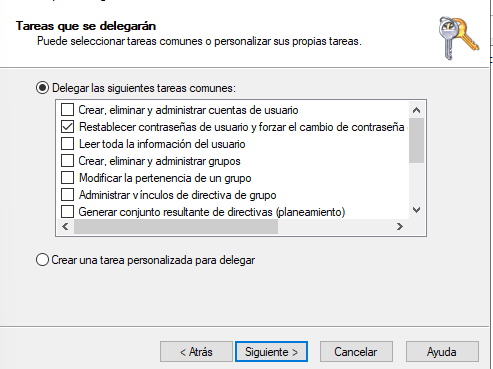 Tareas que se delegarán
Puede seleccionar tareas comunes o personalizar sus propias tareas.
Delegar las siguientes tareas comunes:
Crear, eliminar y administrar cuentas de usuario
Restablecer contraseñas de usuario y forzar el cambio de contraseña
Leer toda la información del usuario
Crear, eliminar y administrar grupos
Modificar la pertenencia de un grupo
Administrar vínculos de directiva de grupo
Generar conjunto resultante de directivas (planeamiento)
Crear una tarea personalizada para delegar
< Atrás Siguiente > Cancelar Ayuda